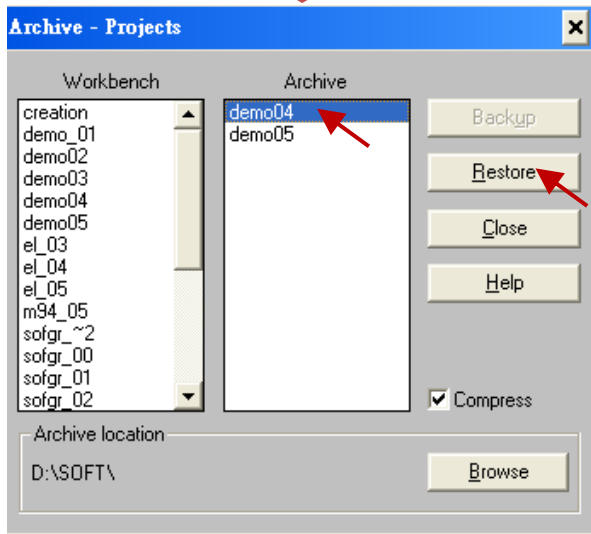 Archive - Projects
Workbench
Archive
creation
demo_01
demo02
demo03
demo04
demo05
el_03
el_04
el_05
m94_05
sofgr_~2
sofgr_00
sofgr_01
sofgr_02
demo04
demo05
Backup
Restore
Close
Help
Compress
Archive location
D:\SOFT\
Browse